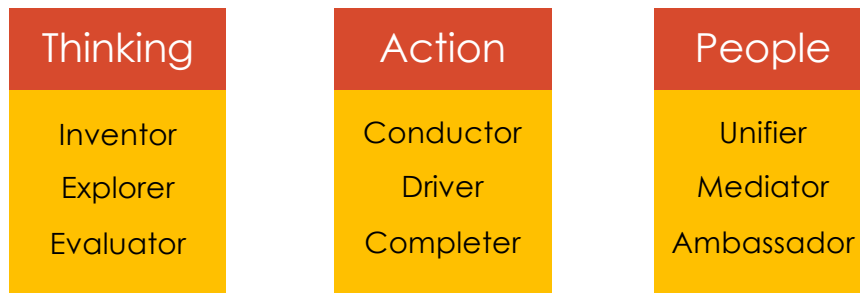 Thinking
Inventor
Explorer
Evaluator
Action
Conductor
Driver
Completer
People
Unifier
Mediator
Ambassador